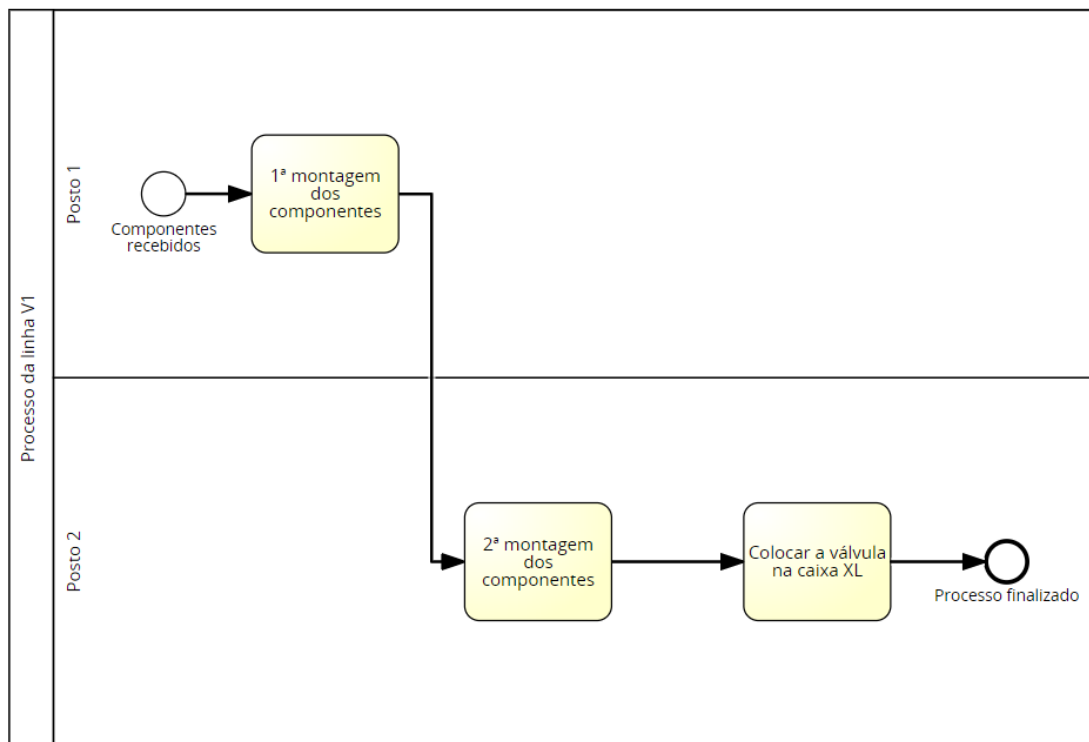 Processo da linha V1
Posto 1
Componentes
recebidos
1ª montagem
dos
componentes
Posto 2
2ª montagem
dos
componentes
Colocar a válvula
na caixa XL
Processo finalizado